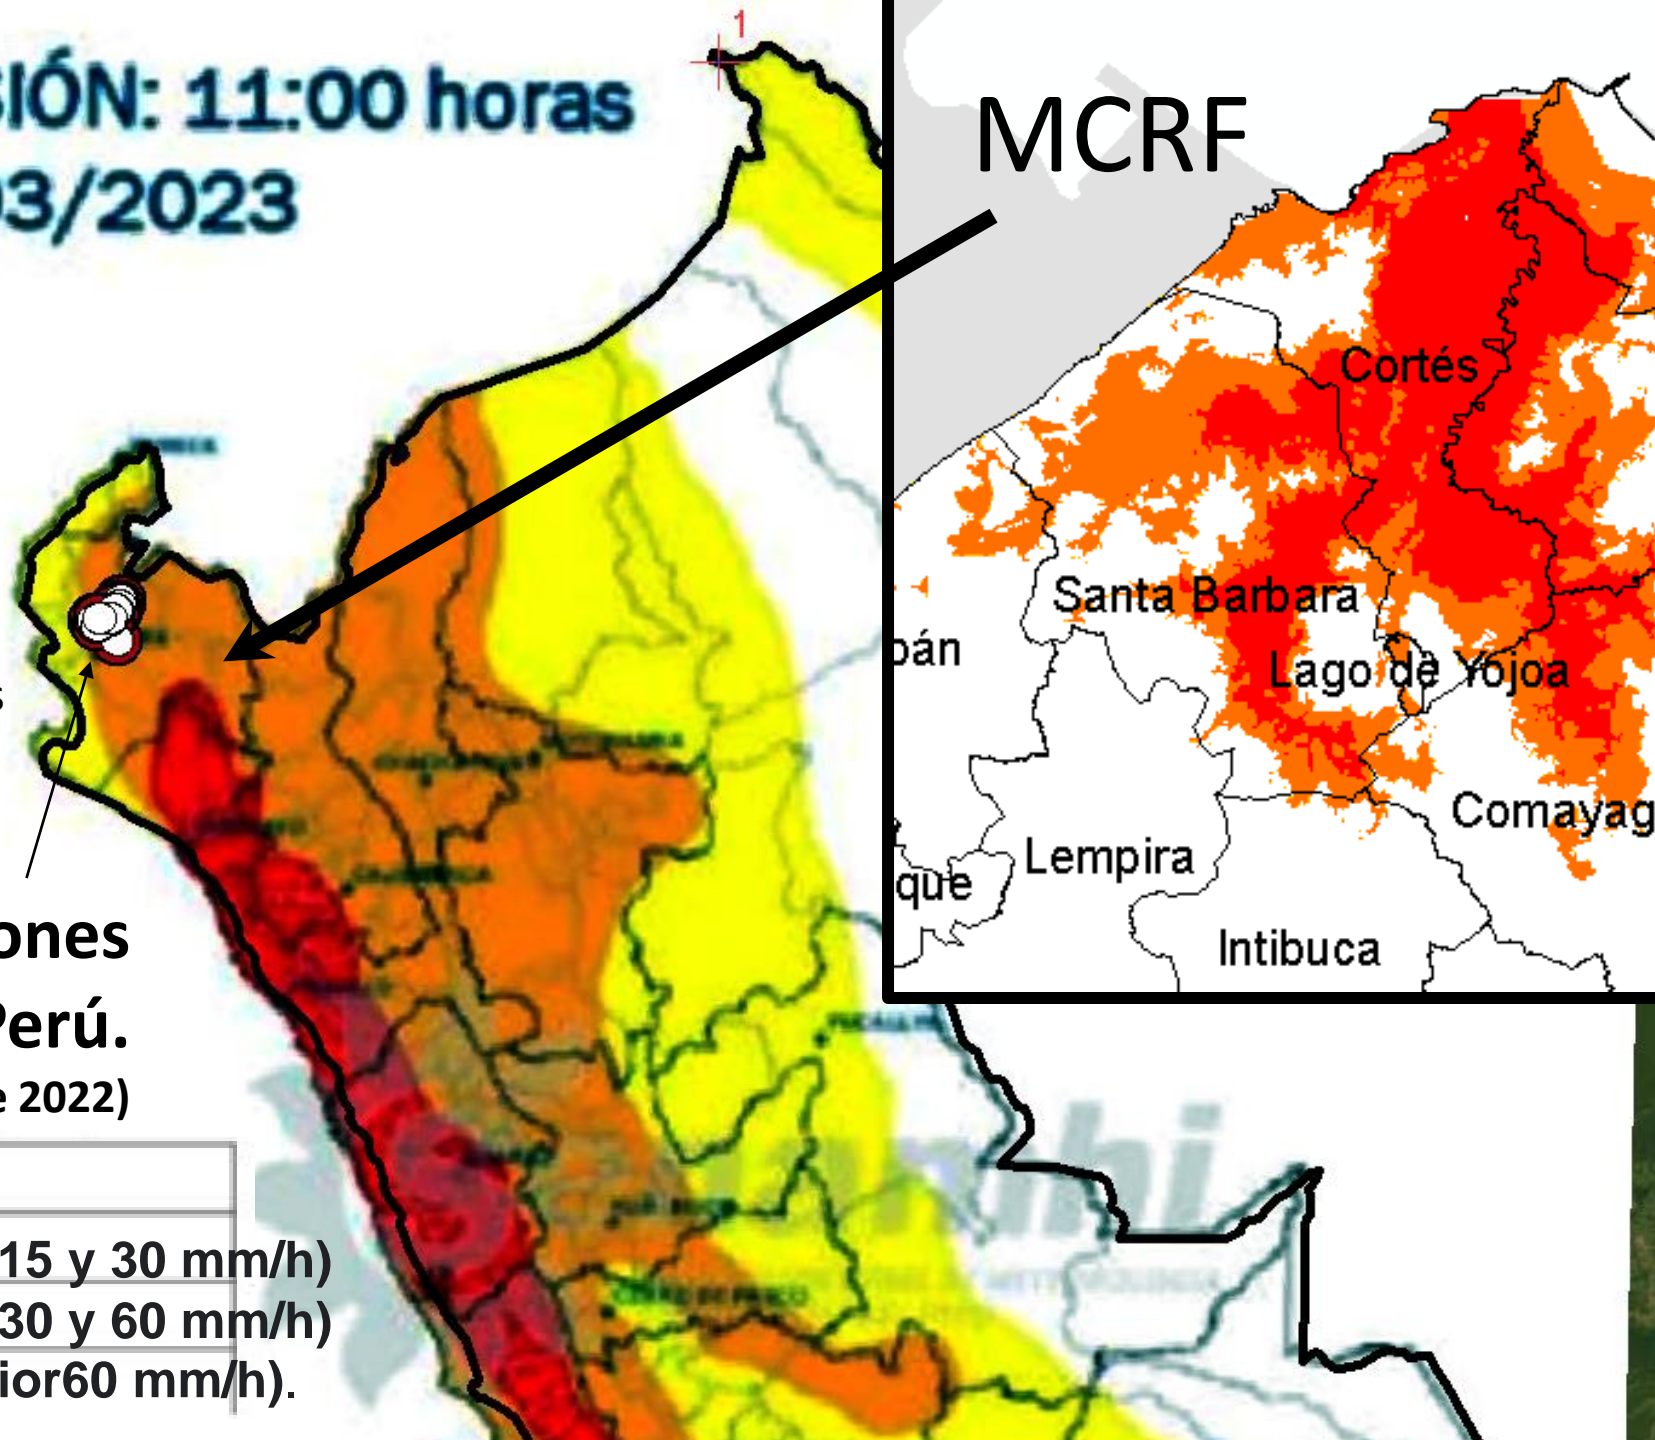 SIÓN: 11:00 horas
03/2023
1
MCRF
Cortés
Santa Barbara
pán
Lago de Yojoa
Comayag
Lempira
que
Intibuca
s
ones
Perú.
e 2022)
15 y 30 mm/h)
30 y 60 mm/h)
ior60 mm/h).